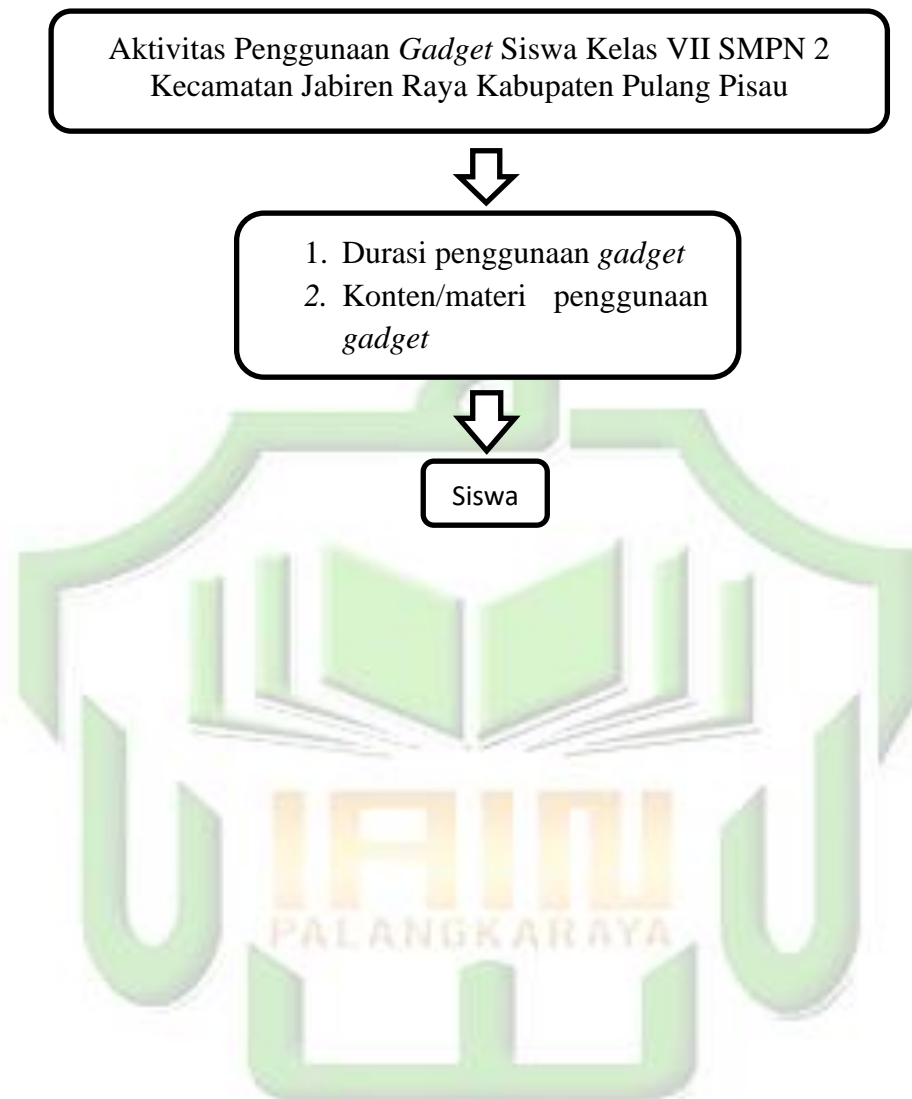 Aktivitas Penggunaan Gadget Siswa Kelas VII SMPN 2
Kecamatan Jabiren Raya Kabupaten Pulang Pisau
1. Durasi penggunaan gadget
2. Konten/materi penggunaan
gadget
Siswa
IAIN
PALANGKARAYA